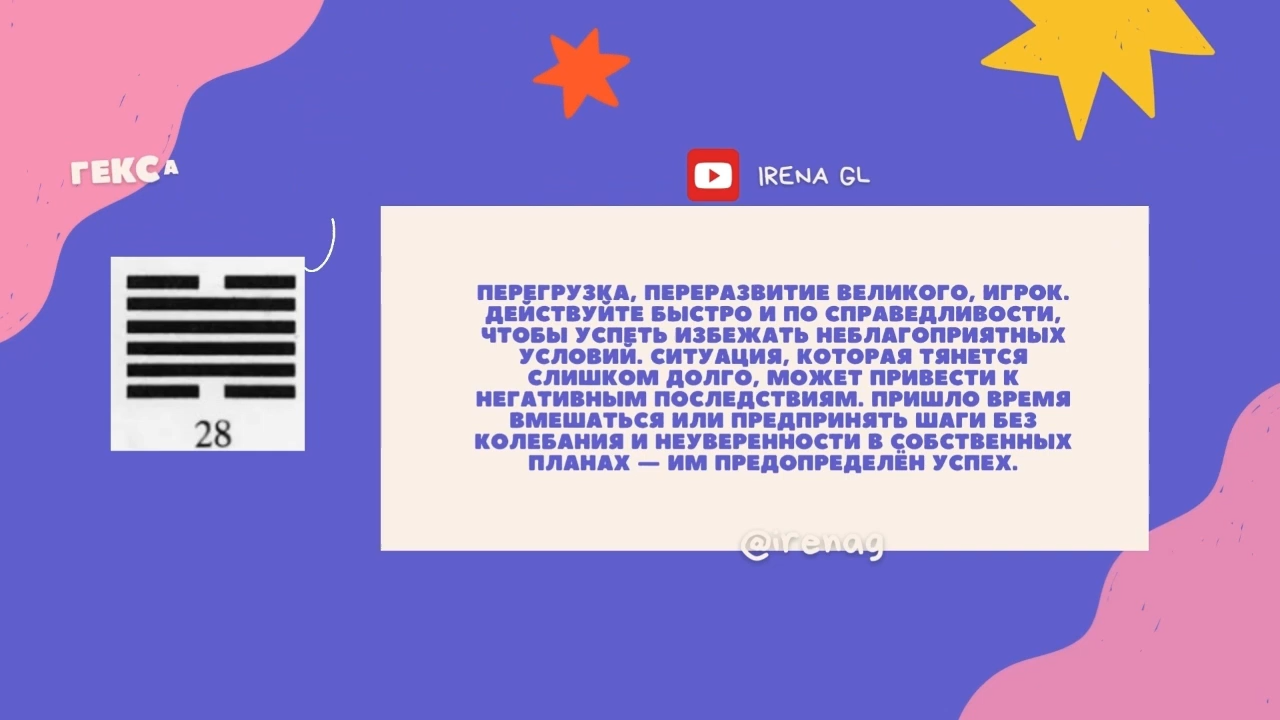 ГЕКСА
IRENA GL
28
ПЕРЕГРУЗКА, ПЕРЕРАЗВИТИЕ ВЕЛИКОГО, ИГРОК.
ДЕЙСТВУЙТЕ БЫСТРО И ПО СПРАВЕДЛИВОСТИ,
ЧТОБЫ УСПЕТЬ ИЗБЕЖАТЬ НЕБЛАГОПРИЯТНЫХ
УСЛОВИЙ. СИТУАЦИЯ, КОТОРАЯ ТЯНЕТСЯ
СЛИШКОМ ДОЛГО, МОЖЕТ ПРИВЕСТИ К
НЕГАТИВНЫМ ПОСЛЕДСТВИЯМ. ПРИШЛО ВРЕМЯ
ВМЕШАТЬСЯ ИЛИ ПРЕДПРИНЯТЬ ШАГИ БЕЗ
КОЛЕБАНИЯ И НЕУВЕРЕННОСТИ В СОБСТВЕННЫХ
ПЛАНАХ — ИМ ПРЕДОПРЕДЕЛЁН УСПЕХ.
@irenag